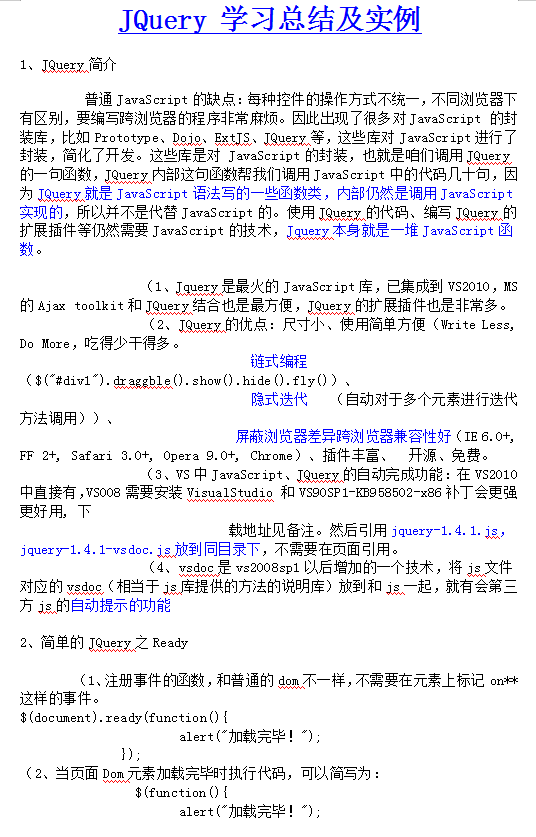 JQuery 学习总结及实例
1、JQuery 简介
普通 JavaScript 的缺点：每种控件的操作方式不统一，不同浏览器下
有区别，要编写跨浏览器的程序非常麻烦。因此出现了很多对 JavaScript 的封
装库，比如 Prototype、Dojo、ExtJS、JQuery 等，这些库对 JavaScript 进行了
封装，简化了开发。这些库是对 JavaScript 的封装，也就是咱们调用 JQuery
的一句函数，JQuery 内部这句函数帮我们调用 JavaScript 中的代码几十句，因
为 JQuery 就是 JavaScript 语法写的一些函数类，内部仍然是调用 JavaScript
实现的，所以并不是代替 JavaScript 的。使用 JQuery 的代码、编写 JQuery 的
扩展插件等仍然需要 JavaScript 的技术，Jquery 本身就是一堆 JavaScript 函
数。
（1、Jquery 是最火的 JavaScript 库，已集成到 VS2010，MS
的 Ajax toolkit 和 JQuery 结合也是最方便，JQuery 的扩展插件也是非常多。
（2、JQuery 的优点：尺寸小、使用简单方便（Write Less,
Do More，吃得少干得多。
链式编程
（$("#div1").draggble().show().hide().fly()）、
隐式迭代 （自动对于多个元素进行迭代
方法调用））、
屏蔽浏览器差异跨浏览器兼容性好（IE 6.0+,
FF 2+, Safari 3.0+, Opera 9.0+, Chrome）、插件丰富、 开源、免费。
（3、VS 中 JavaScript、JQuery 的自动完成功能：在 VS2010
中直接有,VS008 需要安装 VisualStudio 和 VS90SP1-KB958502-x86 补丁会更强
更好用, 下
载地址见备注。然后引用 jquery-1.4.1.js，
jquery-1.4.1-vsdoc.js 放到同目录下，不需要在页面引用。
（4、vsdoc 是 vs2008sp1 以后增加的一个技术，将 js 文件
对应的 vsdoc（相当于 js 库提供的方法的说明库）放到和 js 一起，就有会第三
方 js 的自动提示的功能
2、简单的 JQuery 之 Ready
（1、注册事件的函数，和普通的 dom 不一样，不需要在元素上标记 on**
这样的事件。
$(document).ready(function(){
alert("加载完毕！");
});
（2、当页面 Dom 元素加载完毕时执行代码，可以简写为：
$(function(){
alert("加载完毕！");